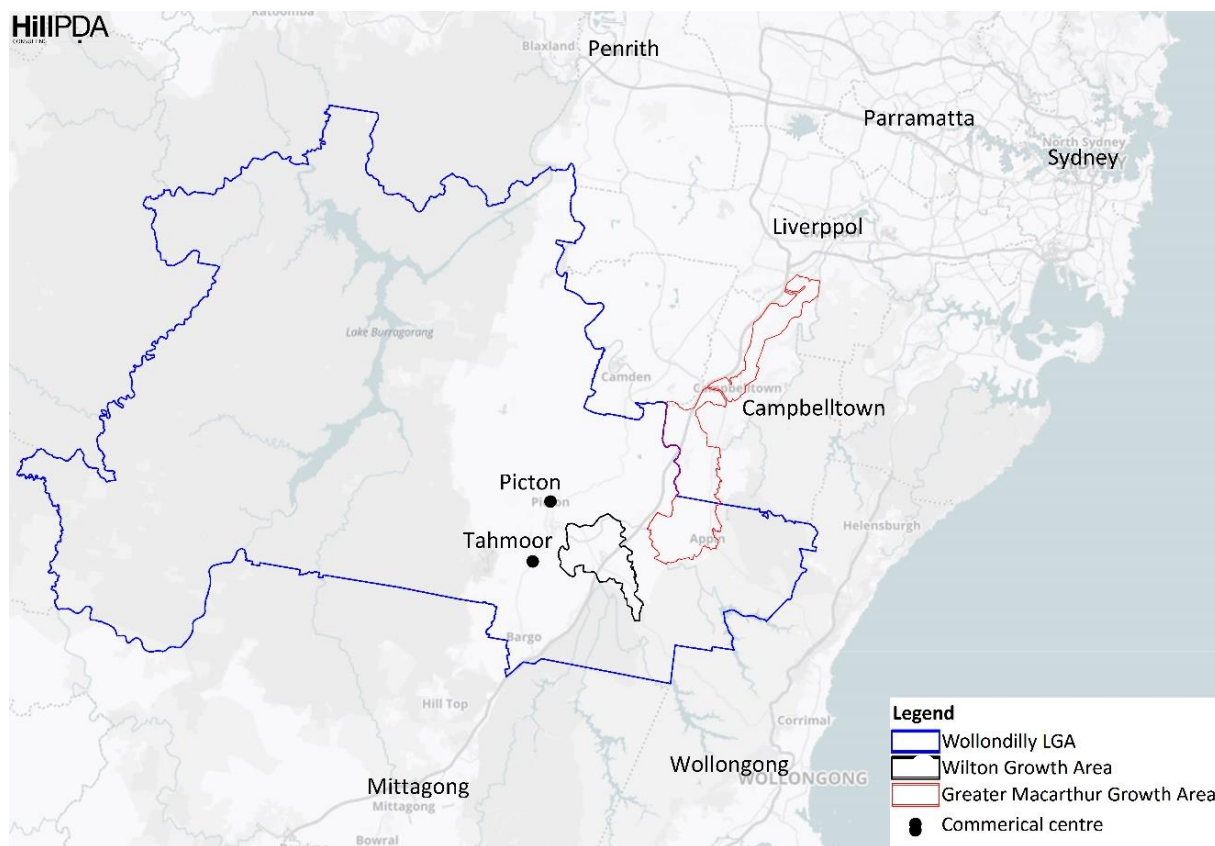 HillPDA
CONSULTING
Katoomba
Blaxland
Penrith
Parramatta
North Sydney
Sydney
Liverppol
Lake Burragorang
Camden
Campbelltown
Campbelltown
Picton
Picton
Tahmoor
Appin
Helensburgh
Bargo
Hill Top
Corrimal
Wollongong
WOLLONGONG
Mittagong
Mittagong
Bowral
Legend
Wollondilly LGA
Wilton Growth Area
Greater Macarthur Growth Area
Commerical centre